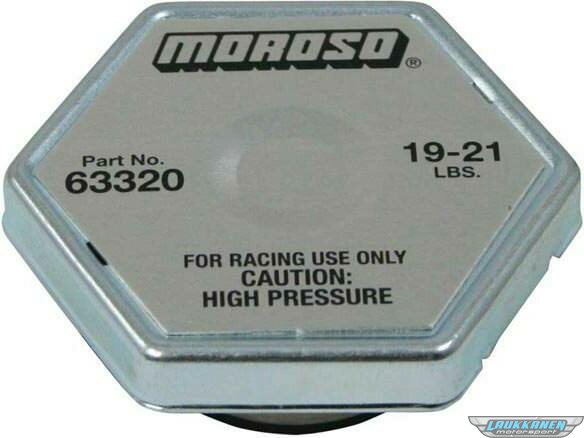 MOROSO®
Part No.
63320
19-21
LBS.
FOR RACING USE ONLY
CAUTION:
HIGH PRESSURE
LAUKKANEN
motorsport